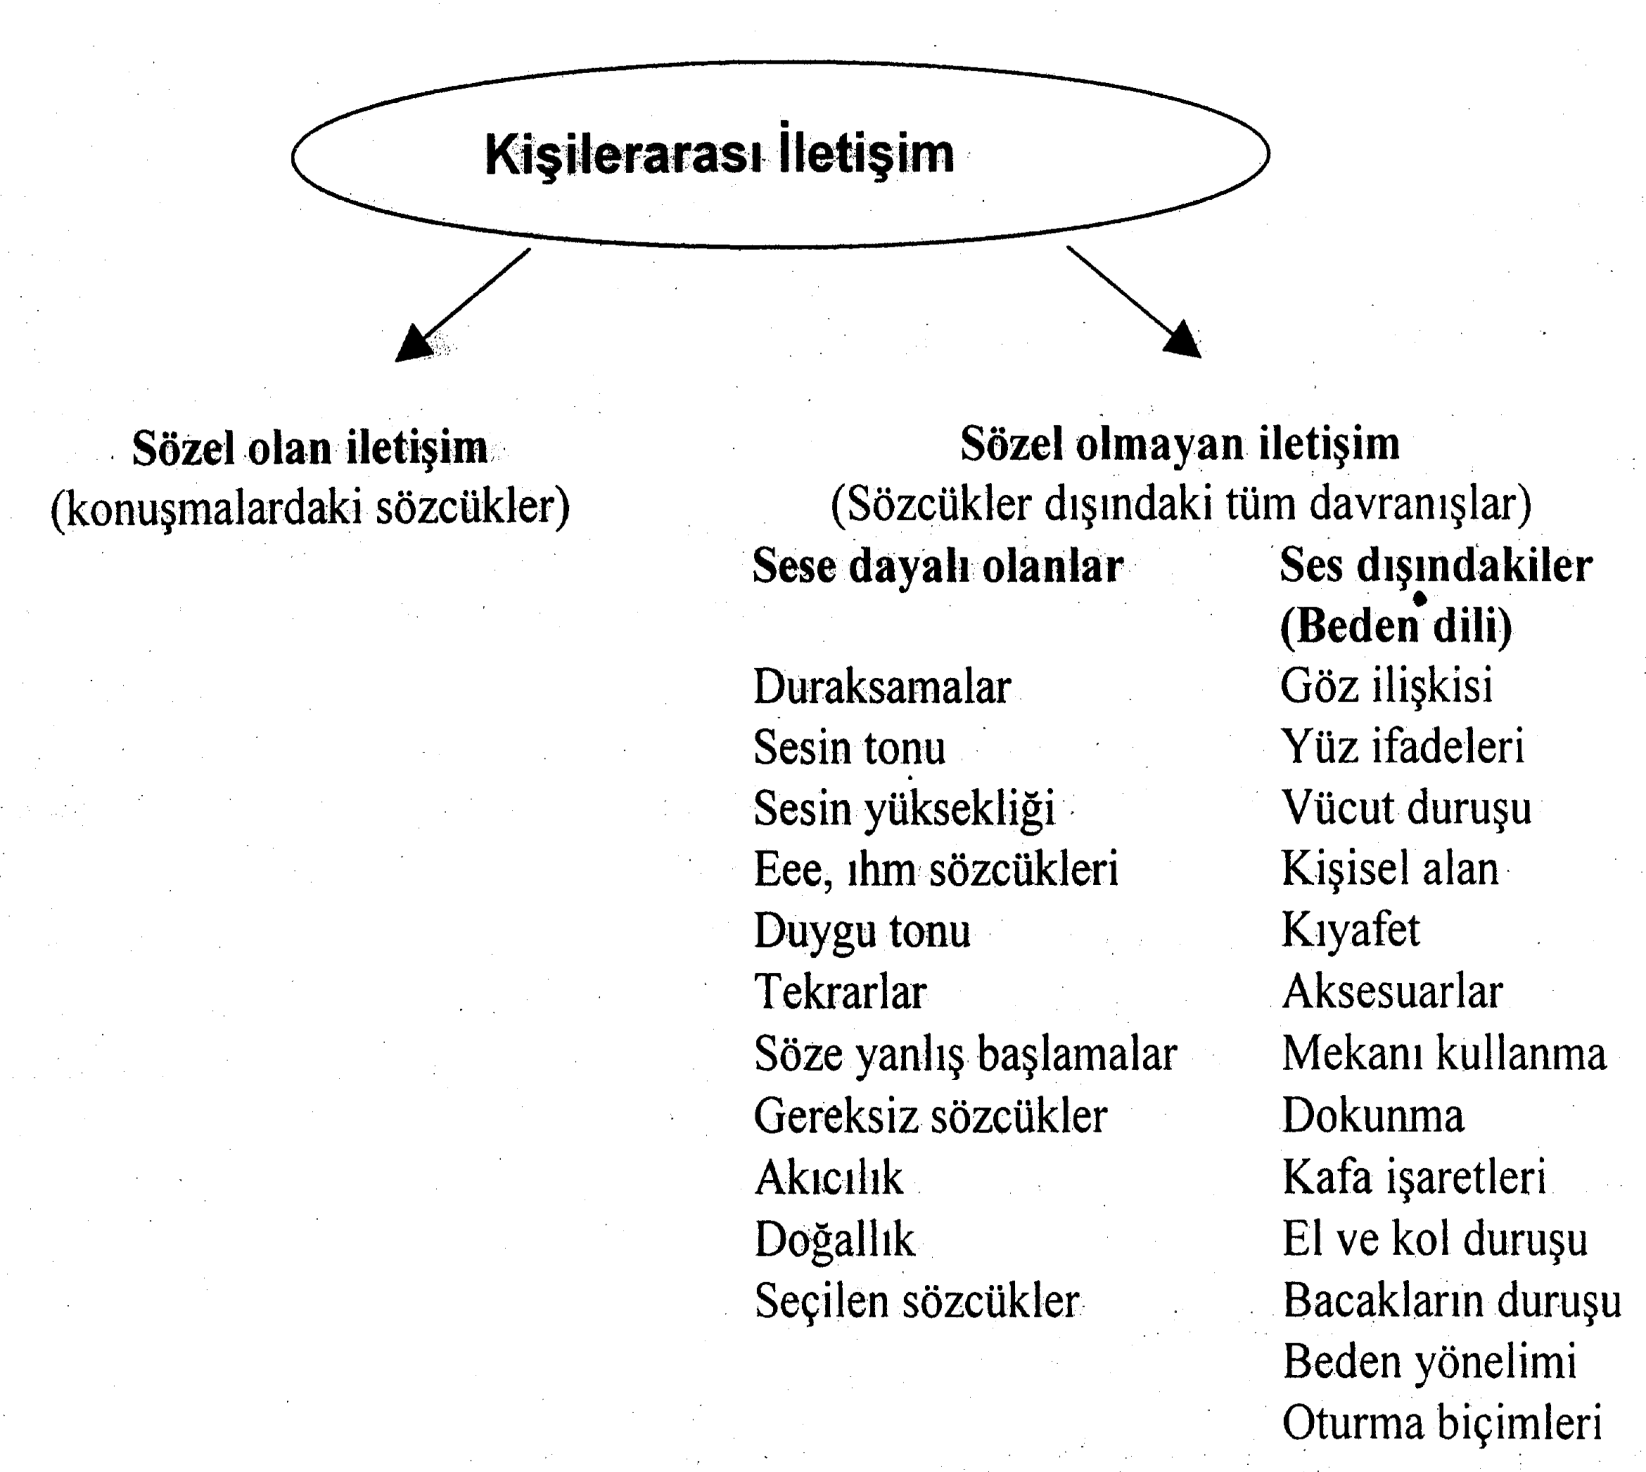 Kişilerarası İletişim
Sözel olan iletişim
(konuşmalardaki sözcükler)
Sözel olmayan iletişim
(Sözcükler dışındaki tüm davranışlar)
Sese dayalı olanlar
Duraksamalar
Sesin tonu
Sesin yüksekliği
Eee, ıhm sözcükleri
Duygu tonu
Tekrarlar
Söze yanlış başlamalar
Gereksiz sözcükler
Akıcılık
Doğallık
Seçilen sözcükler
Ses dışındakiler
(Beden dili)
Göz ilişkisi
Yüz ifadeleri
Vücut duruşu
Kişisel alan
Kıyafet
Aksesuarlar
Mekanı kullanma
Dokunma
Kafa işaretleri
El ve kol duruşu
Bacakların duruşu
Beden yönelimi
Oturma biçimleri